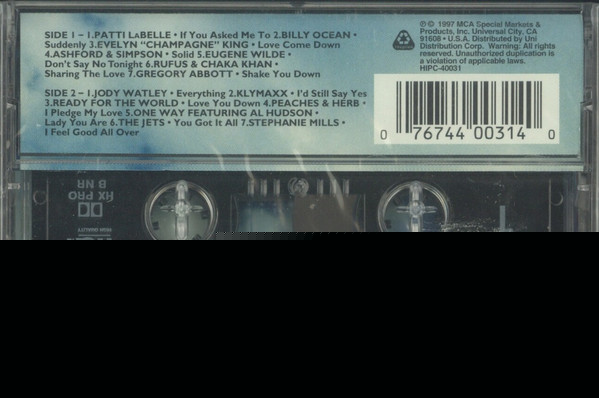 SIDE 1 – 1.PATTI LaBELLE • If You Asked Me To 2.BILLY OCEAN •
Suddenly 3.EVELYN "CHAMPAGNE" KING • Love Come Down
4.ASHFORD & SIMPSON • Solid 5.EUGENE WILDE •
Don't Say No Tonight 6.RUFUS & CHAKA KHAN •
Sharing The Love 7.GREGORY ABBOTT • Shake You Down
SIDE 2 – 1.JODY WATLEY • Everything 2.KLYMAXX • I'd Still Say Yes
3.READY FOR THE WORLD • Love You Down 4.PEACHES & HERB •
I Pledge My Love 5.ONE WAY FEATURING AL HUDSON •
Lady You Are 6.THE JETS • You Got It All 7.STEPHANIE MILLS •
I Feel Good All Over
℗© 1997 MCA Special Markets &
Products, Inc. Universal City, CA
91608 • U.S.A. Distributed by Uni
Distribution Corp. Warning: All rights
reserved. Unauthorized duplication is
a violation of applicable laws.
HIPC-40031
0 76744 00314 0
HX PRO
B NR